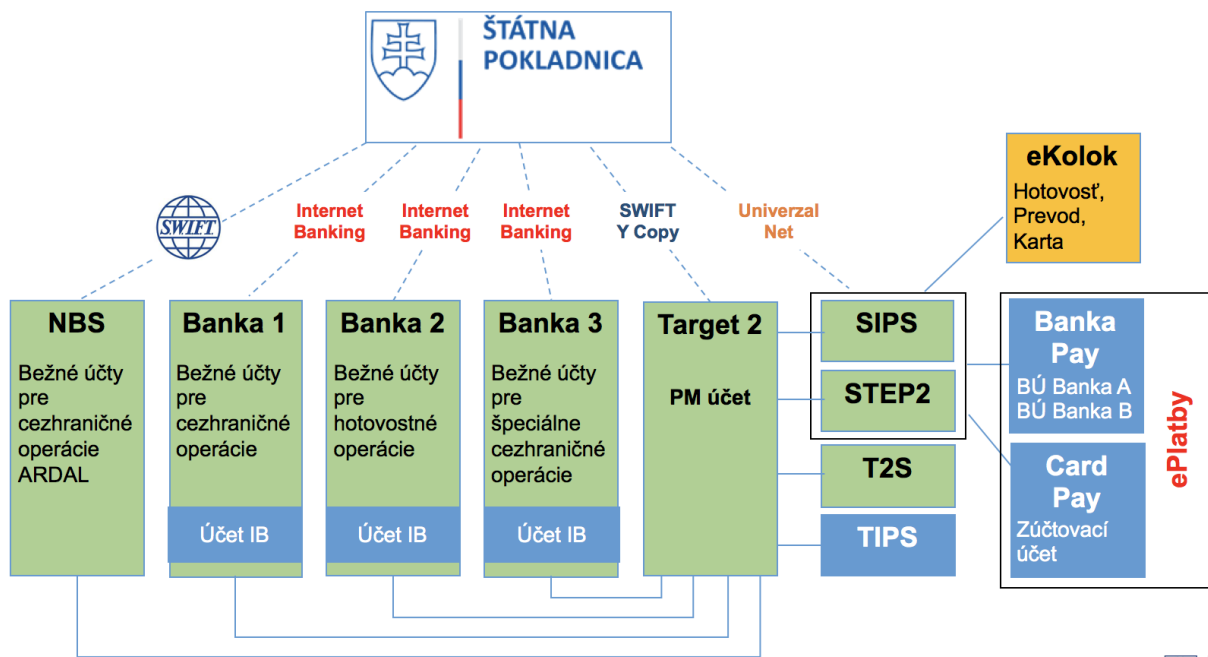 ŠTÁTNA
POKLADNICA
SWIFT
Internet
Banking
Internet
Banking
Internet
Banking
SWIFT
Y Copy
Univerzal
Net
eKolok
Hotovosť,
Prevod,
Karta
NBS
Bežné účty
pre
cezhraničné
operácie
ARDAL
Banka 1
Bežné účty
pre
cezhraničné
operácie
Účet IB
Banka 2
Bežné účty
pre
hotovostné
operácie
Účet IB
Banka 3
Bežné účty
pre
špeciálne
cezhraničné
operácie
Účet IB
Target 2
PM účet
SIPS
STEP2
T2S
TIPS
Banka
Pay
BÚ Banka A
BÚ Banka B
Card
Pay
Zúčtovací
účet
ePlatby